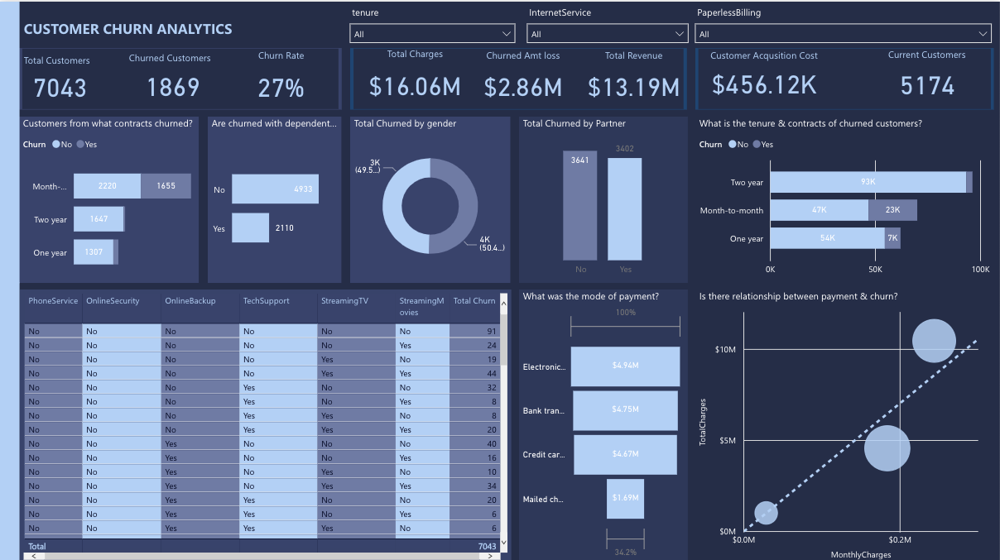 CUSTOMER CHURN ANALYTICS
tenure
All
InternetService
All
PaperlessBilling
All
Total Customers
7043
Churned Customers
1869
Churn Rate
27%
Total Charges
$16.06M
Churned Amt loss
$2.86M
Total Revenue
$13.19M
Customer Acqusition Cost
$456.12K
Current Customers
5174
Customers from what contracts churned?
Churn No Yes
Month-...
2220
1655
Two year
1647
One year
1307
Are churned with dependent...
No
4933
Yes
2110
Total Churned by gender
3K
(49.5...)
4K
(50.4...)
Total Churned by Partner
3641
3402
No
Yes
What is the tenure & contracts of churned customers?
Churn No Yes
Two year
93K
Month-to-month
47K
23K
One year
54K
7K
0K
50K
100K
PhoneService OnlineSecurity OnlineBackup TechSupport StreamingTV StreamingM
ovies Total Churn
No No No No No No 91
No No No No No Yes 24
No No No No Yes No 19
No No No No Yes Yes 44
No No No Yes No No 32
No No No Yes No Yes 8
No No No Yes Yes No 8
No No No Yes Yes Yes 20
No No Yes No No No 40
No No Yes No No Yes 16
No No Yes No Yes No 10
No No Yes No Yes Yes 34
No No Yes Yes No No 20
No No Yes Yes No Yes 6
No No Yes Yes Yes No 6
Total 7043
What was the mode of payment?
100%
Electronic...
$4.94M
Bank tran...
$4.75M
Credit car...
$4.67M
Mailed ch...
$1.69M
34.2%
Is there relationship between payment & churn?
TotalCharges
$10M
$5M
$0M
$0.0M
$0.2M
MonthlyCharges